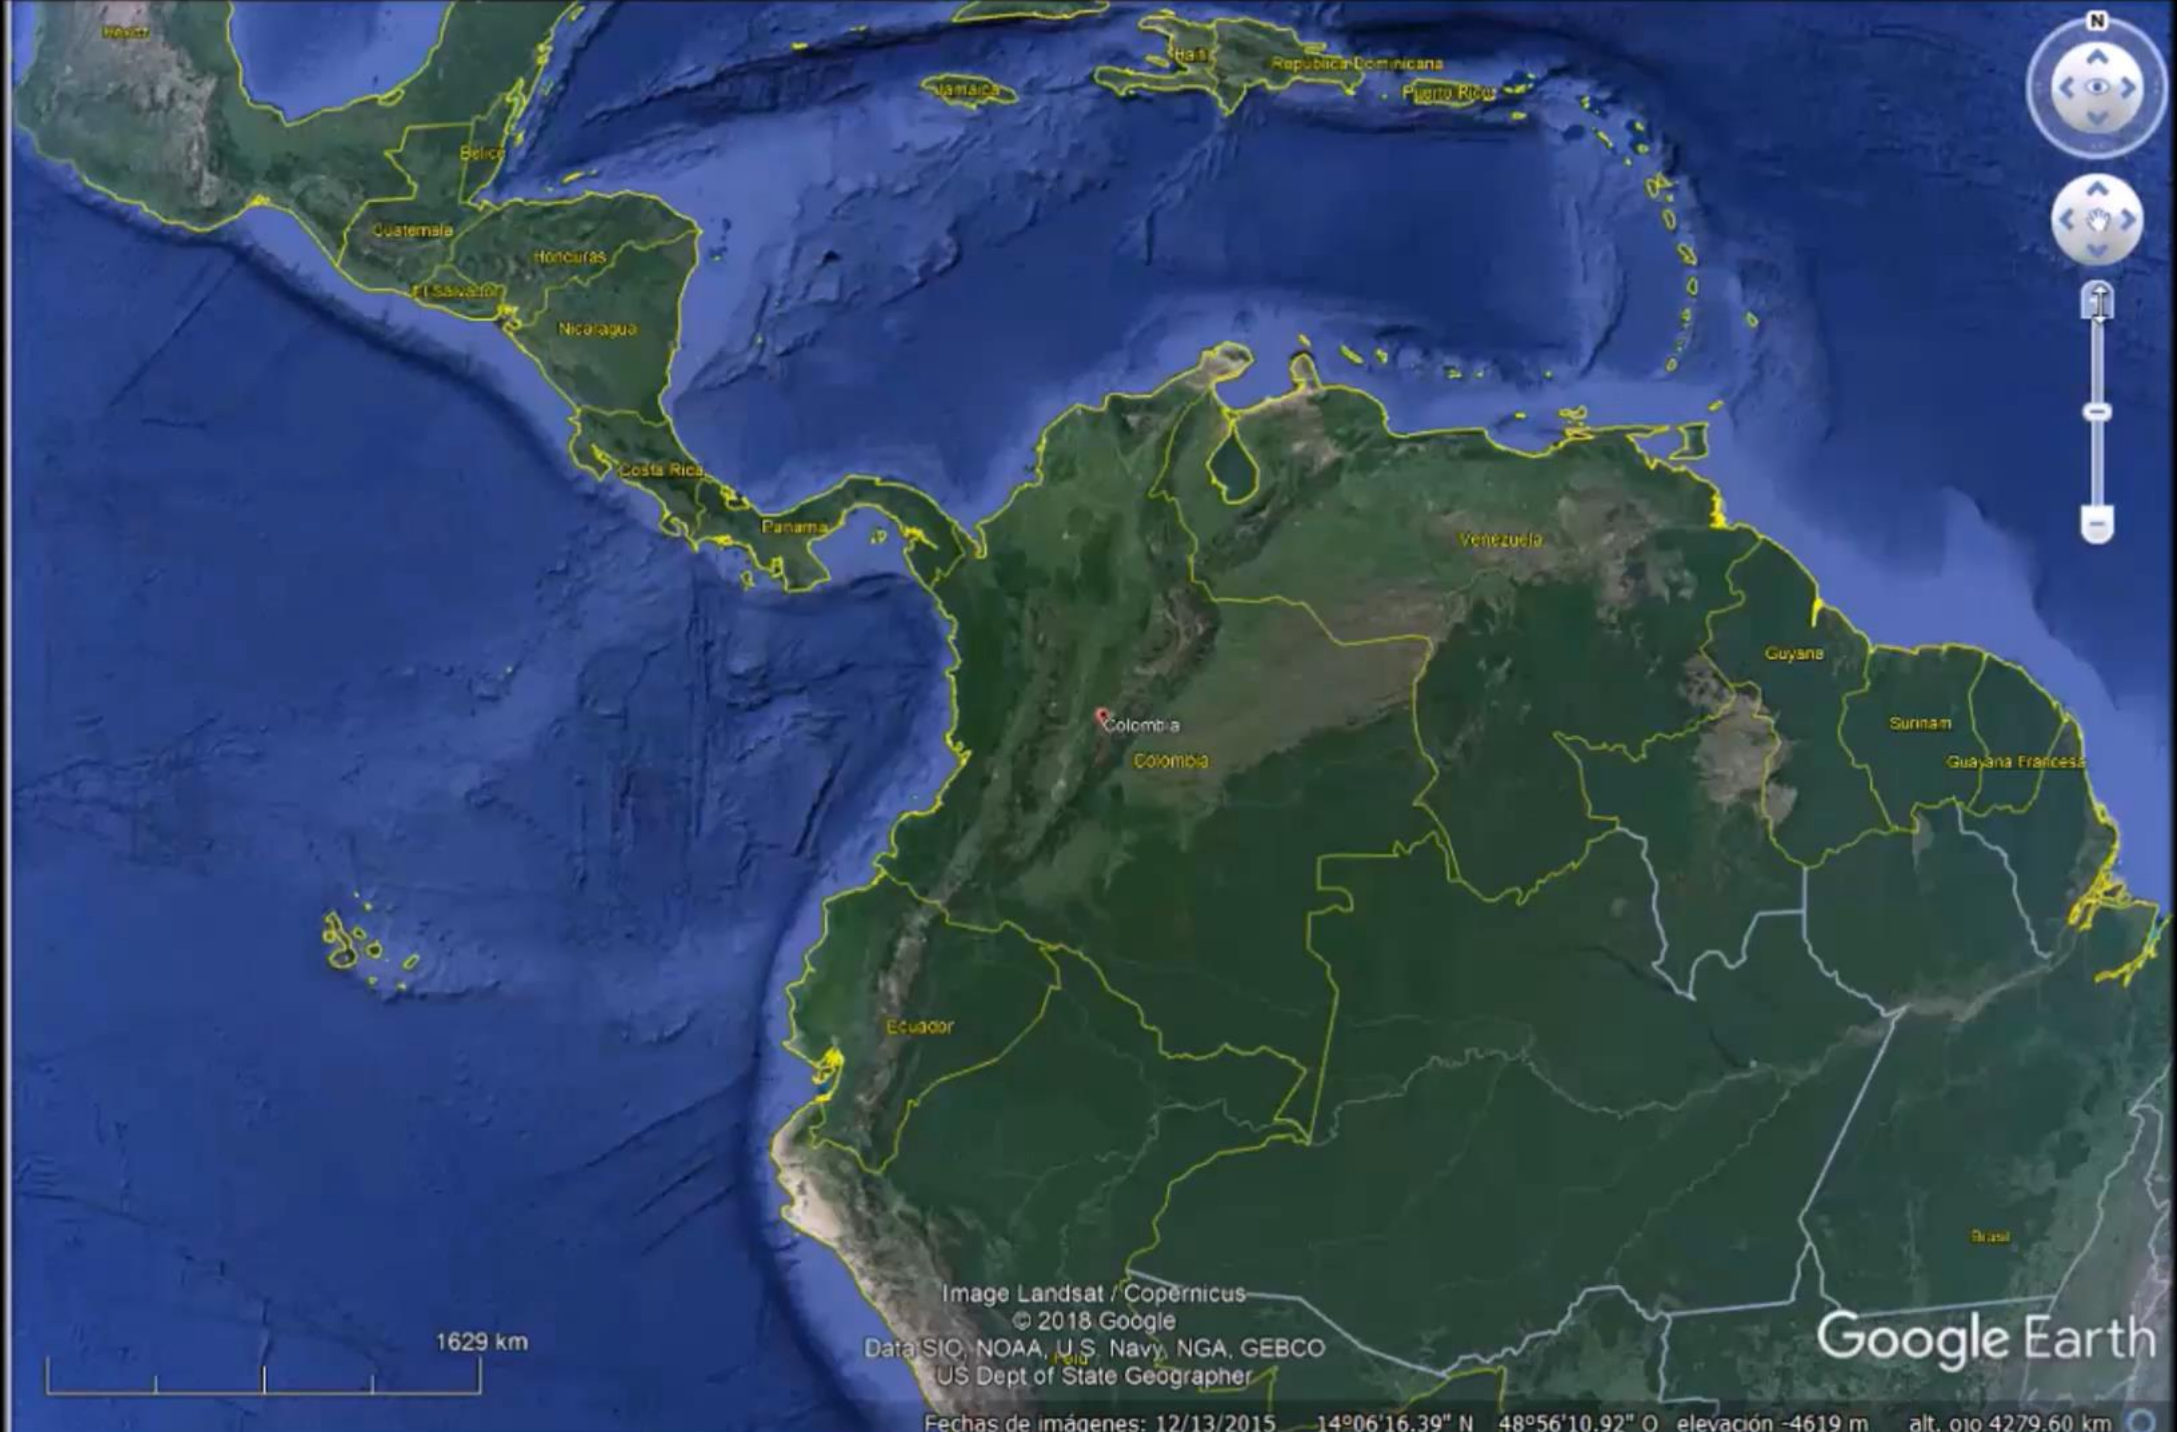 N
México
Haití
República Dominicana
Jamaica
Puerto Rico
Belice
Guatemala
Honduras
El Salvador
Nicaragua
Costa Rica
Panamá
Venezuela
Guyana
Colombia
Surinam
Colombia
Guayana Francesa
Ecuador
Brasil
Image Landsat / Copernicus
© 2018 Google
Data SIO, NOAA, U.S. Navy, NGA, GEBCO
Perú
US Dept of State Geographer
Google Earth
1629 km
Fechas de imágenes: 12/13/2015 14°06'16.39" N 48°56'10.92" O elevación -4619 m alt. ojo 4279.60 km